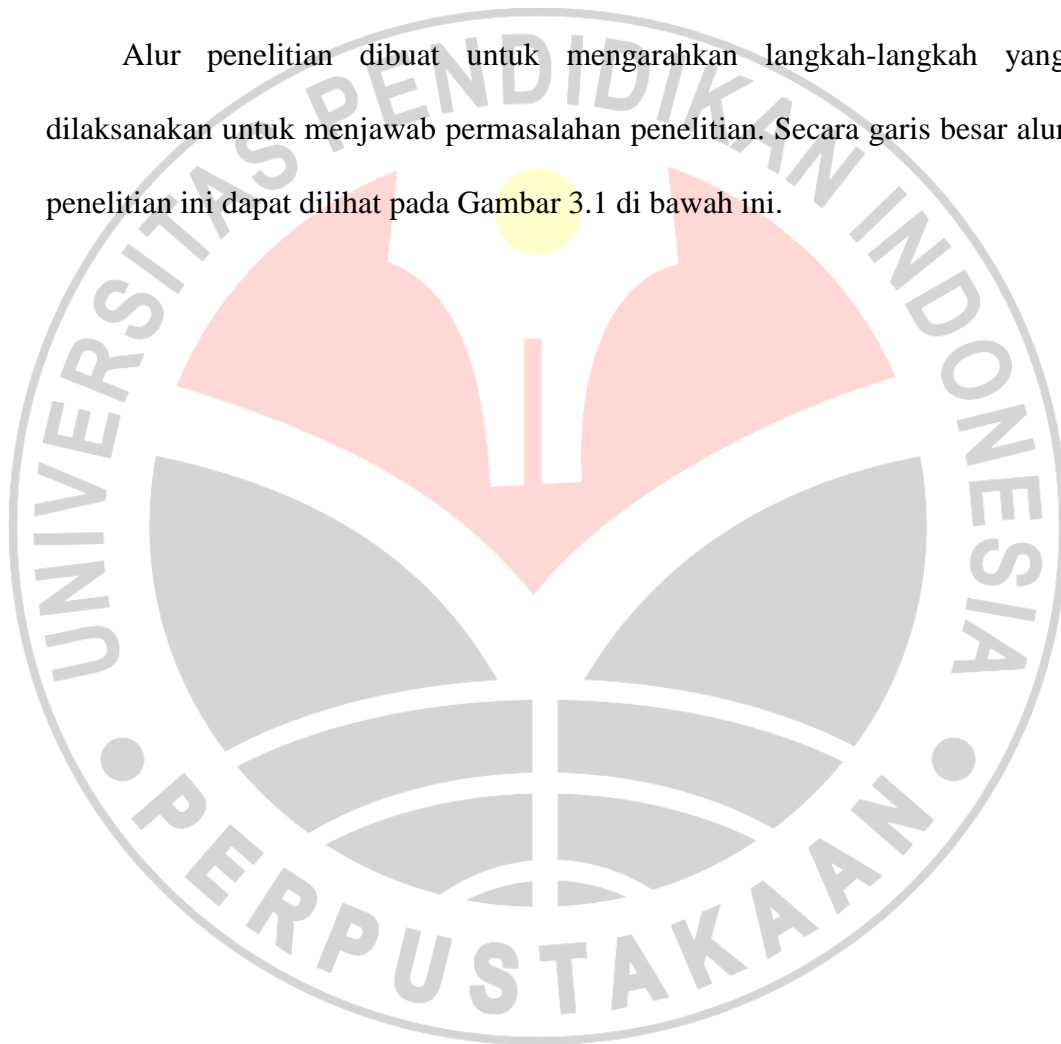 Alur penelitian dibuat untuk mengarahkan langkah-langkah yang
dilaksanakan untuk menjawab permasalahan penelitian. Secara garis besar alur
penelitian ini dapat dilihat pada Gambar 3.1 di bawah ini.
UNIVERSITAS PENDIDIKAN INDONESIA
PERPUSTAKAAN